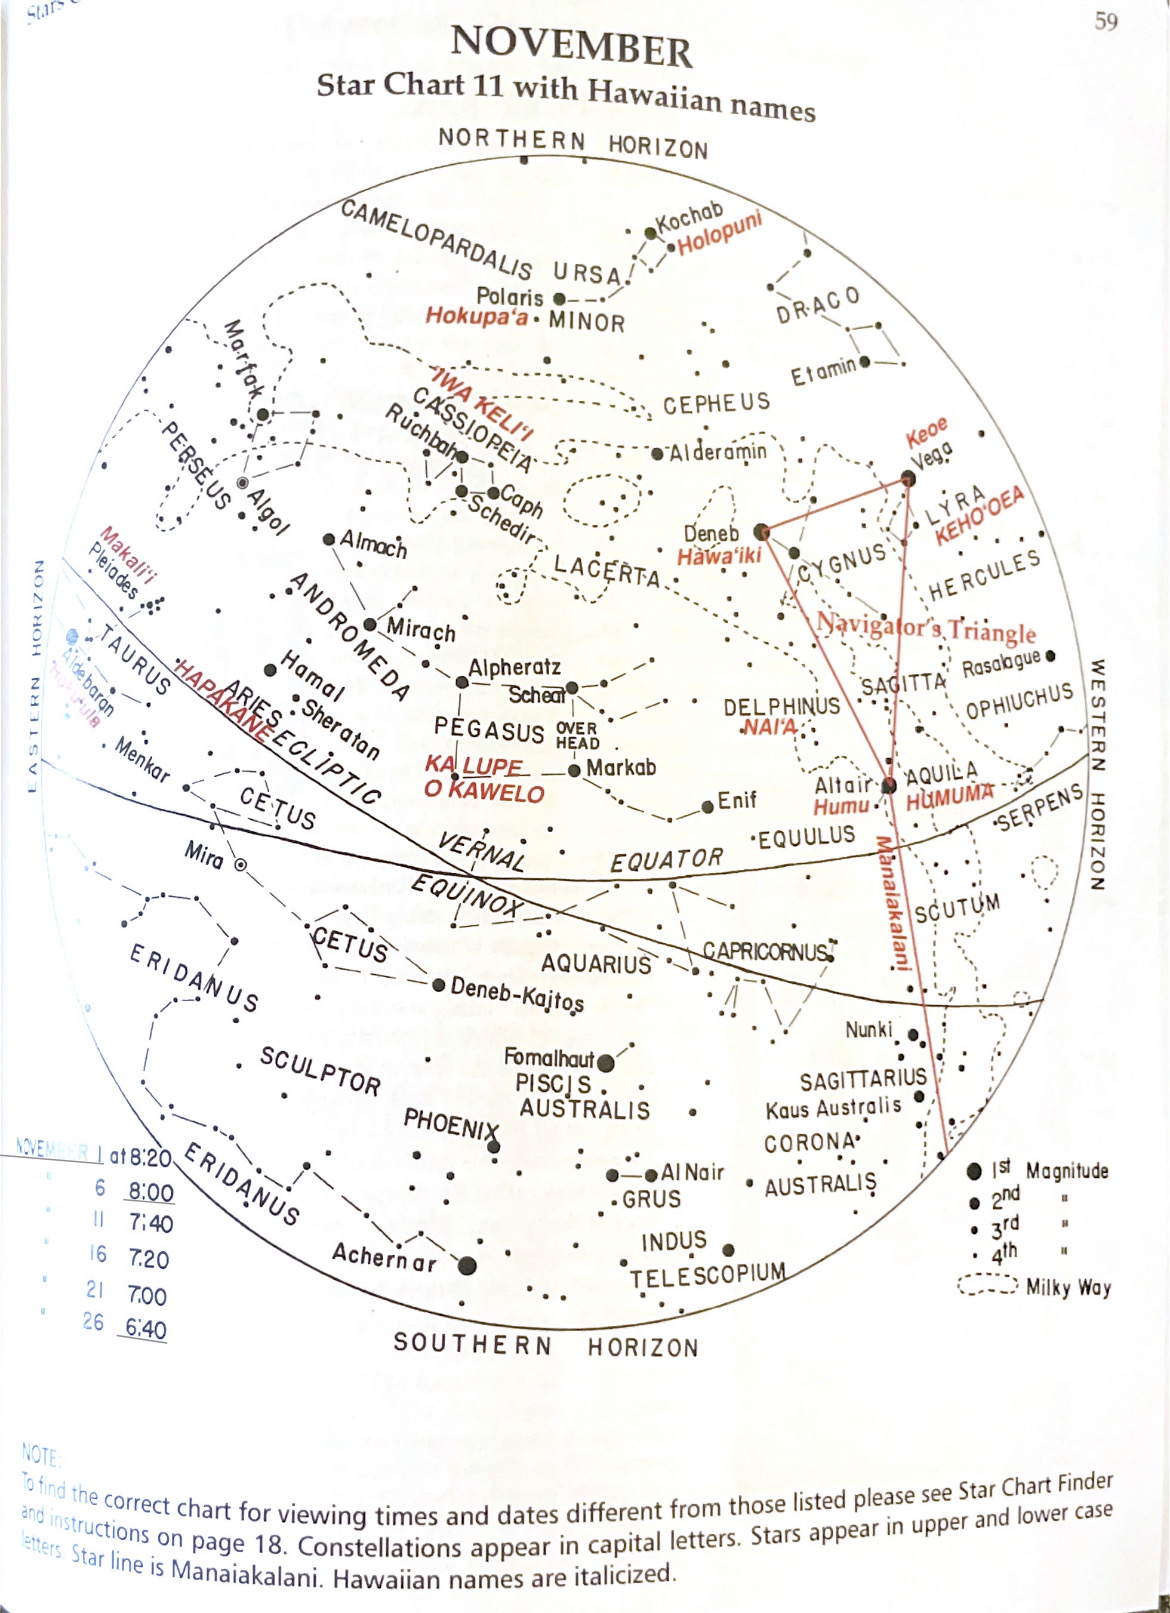 Stars
59
NOVEMBER
Star Chart 11 with Hawaiian names
NORTHERN HORIZON
CAMELOPARDALIS
Kochab
Holopuni
URSA
Polaris
Hokupa'a
MINOR
DRACO
Etamin
Marfak
'IWA KELI'I
CASSIOPEIA
CEPHEUS
Ruchbah
Alderamin
Keoe
Vega
PERSEUS
Algol
Caph
Schedir
LYRA
KEHO'OEA
Deneb
Hawa'iki
Almach
LACERTA
CYGNUS
HERCULES
Makali'i
Pleiades
ANDROMEDA
Mirach
Navigator's Triangle
EASTERN HORIZON
TAURUS
Aldebaran
Hoku-ula
HAPAKANE
ARIES
Hamal
Sheratan
Alpheratz
Scheat
SAGITTA
Rasalague
OPHIUCHUS
WESTERN HORIZON
PEGASUS
OVER
HEAD
DELPHINUS
NAI'A
Menkar
ECLIPTIC
KA LUPE
O KAWELO
Markab
Altair
Humu
AQUILA
HUMUMA
CETUS
Enif
EQUULUS
SERPENS
Mira
VERNAL
EQUINOX
EQUATOR
Manaiakalani
SCUTUM
ERIDANUS
CETUS
AQUARIUS
CAPRICORNUS
Deneb-Kajtos
Nunki
SCULPTOR
Fomalhaut
PISCIS
AUSTRALIS
SAGITTARIUS
Kaus Australis
PHOENIX
CORONA
AUSTRALIS
ERIDANUS
Al Nair
GRUS
Achernar
INDUS
TELESCOPIUM
SOUTHERN HORIZON
NOVEMBER 1 at 8:20
" 6 8:00
" 11 7:40
" 16 7:20
" 21 7:00
" 26 6:40
1st Magnitude
2nd "
3rd "
4th "
Milky Way
NOTE:
To find the correct chart for viewing times and dates different from those listed please see Star Chart Finder
and instructions on page 18. Constellations appear in capital letters. Stars appear in upper and lower case
letters. Star line is Manaiakalani. Hawaiian names are italicized.